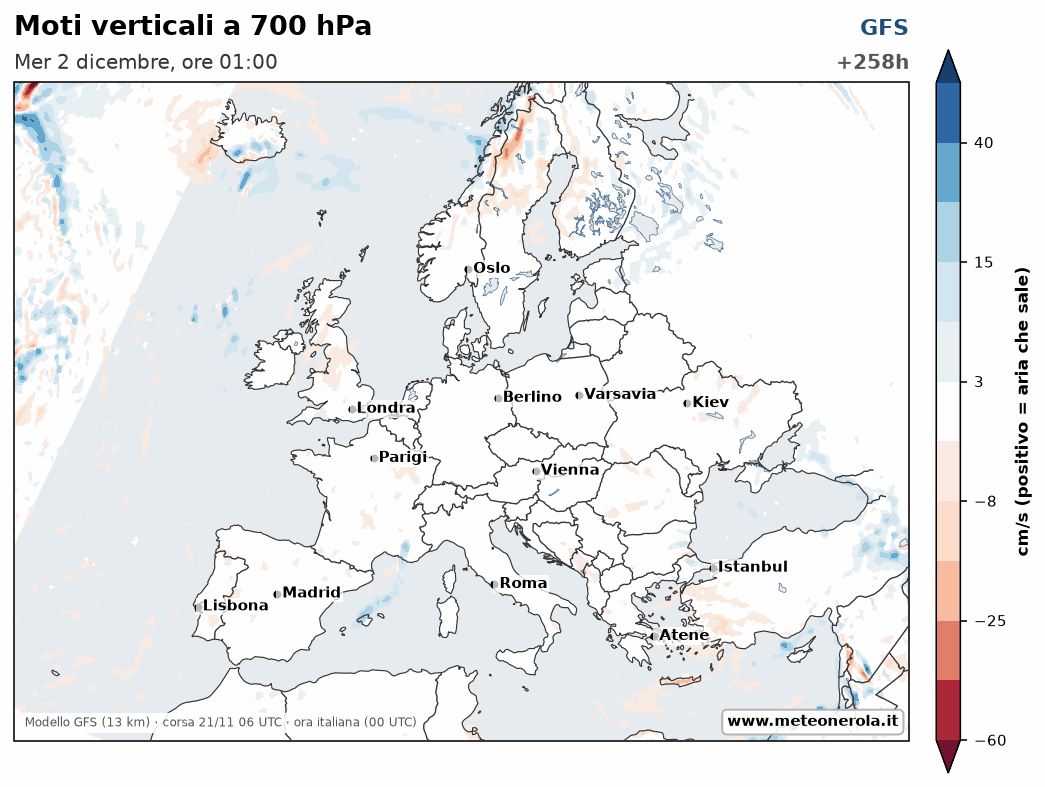 Moti verticali a 700 hPa
GFS
Mer 2 dicembre, ore 01:00
+258h
40
15
3
−8
−25
−60
cm/s (positivo = aria che sale)
Oslo
Londra
Berlino
Varsavia
Kiev
Parigi
Vienna
Istanbul
Roma
Madrid
Lisbona
Atene
Modello GFS (13 km) · corsa 21/11 06 UTC · ora italiana (00 UTC)
www.meteonerola.it